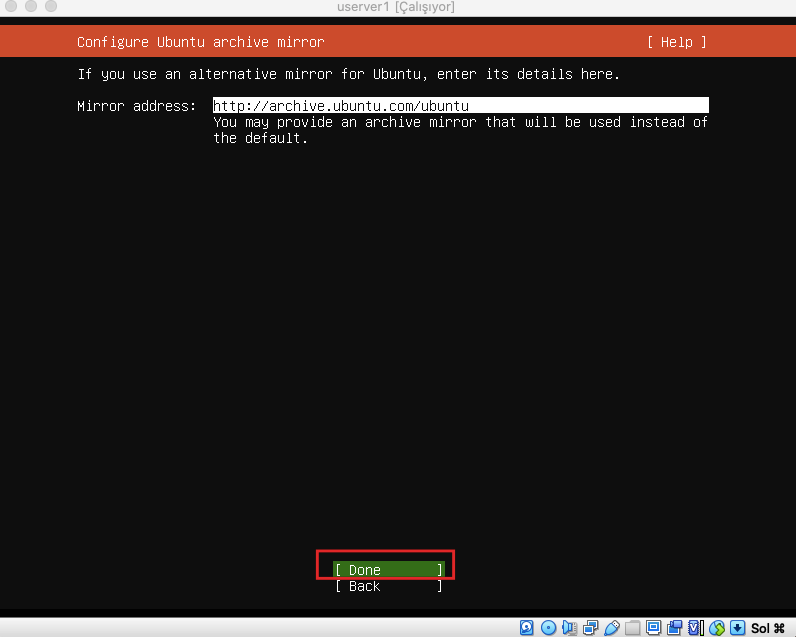 userver1 [Çalışıyor]
Configure Ubuntu archive mirror [ Help ]
If you use an alternative mirror for Ubuntu, enter its details here.
Mirror address: http://archive.ubuntu.com/ubuntu
You may provide an archive mirror that will be used instead of
the default.
[ Done ]
[ Back ]
Sol ⌘